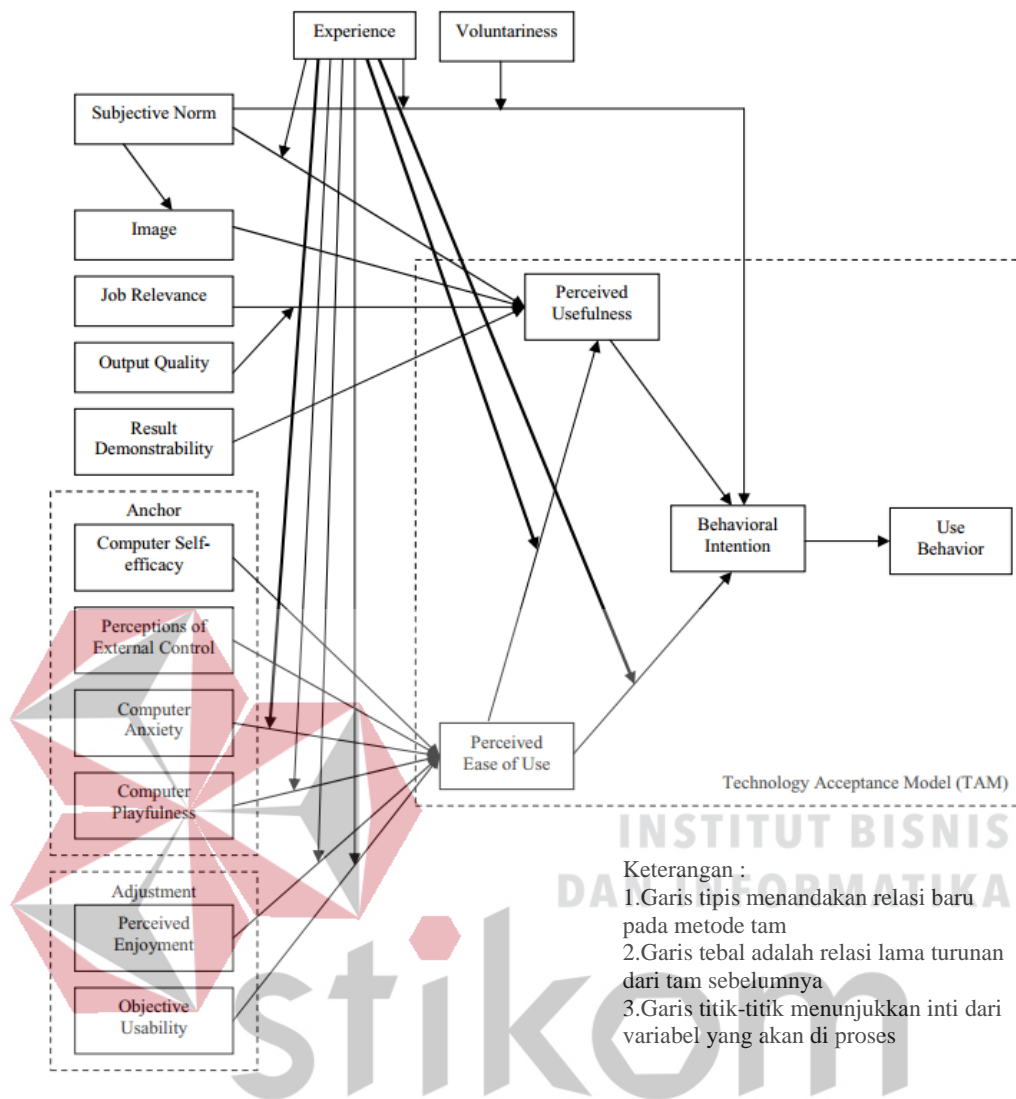 Experience
Voluntariness
Subjective Norm
Image
Job Relevance
Output Quality
Result
Demonstrability
Perceived
Usefulness
Anchor
Computer Self-
efficacy
Perceptions of
External Control
Computer
Anxiety
Computer
Playfulness
Behavioral
Intention
Use
Behavior
Perceived
Ease of Use
Technology Acceptance Model (TAM)
Adjustment
Perceived
Enjoyment
Objective
Usability
INSTITUT BISNIS
DAN INFORMATIKA
stikom
Keterangan :
1.Garis tipis menandakan relasi baru
pada metode tam
2.Garis tebal adalah relasi lama turunan
dari tam sebelumnya
3.Garis titik-titik menunjukkan inti dari
variabel yang akan di proses